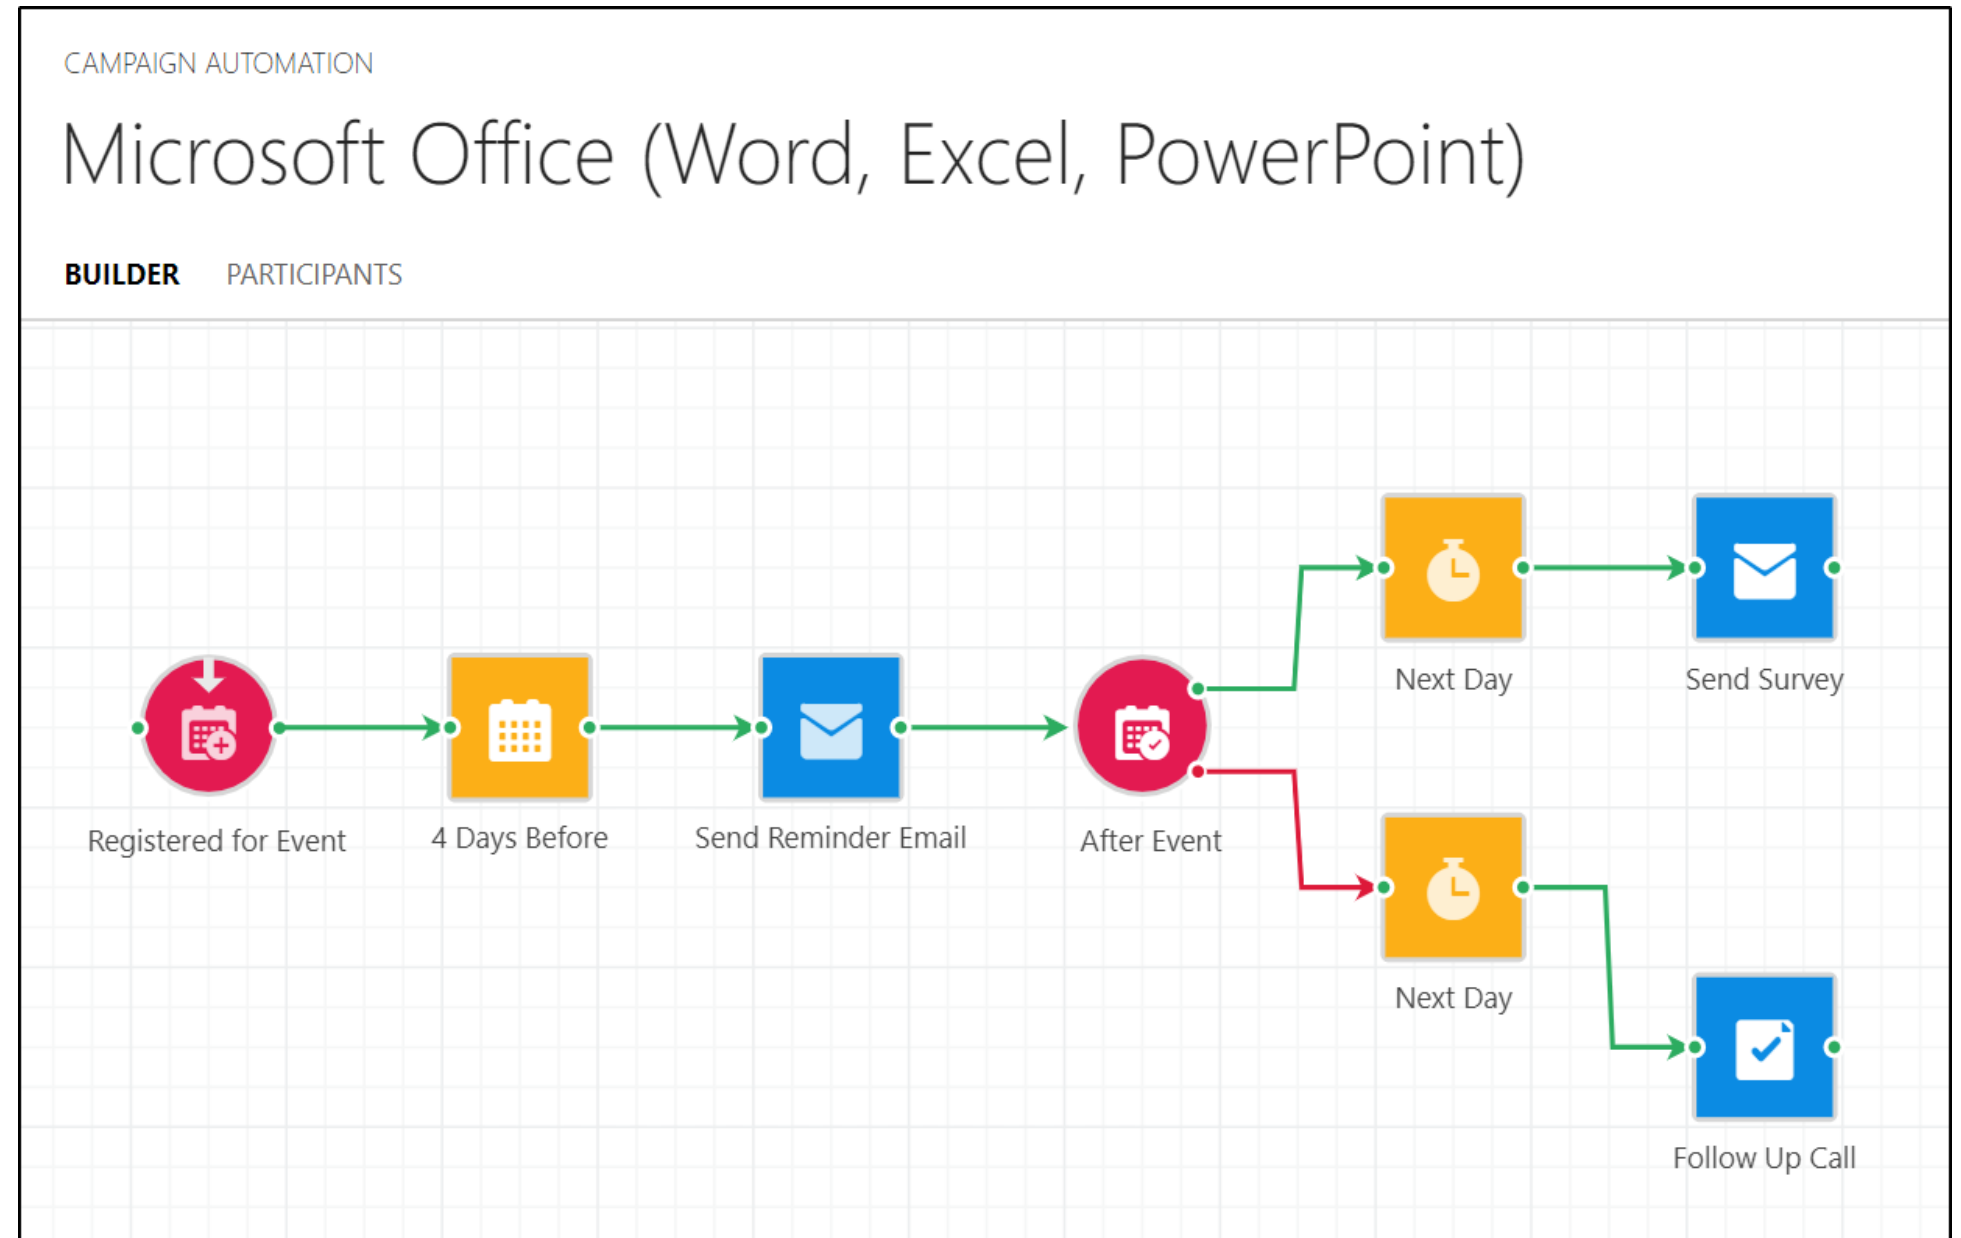 CAMPAIGN AUTOMATION
Microsoft Office (Word, Excel, PowerPoint)
BUILDER PARTICIPANTS
Next Day
Send Survey
Registered for Event
4 Days Before
Send Reminder Email
After Event
Next Day
Follow Up Call